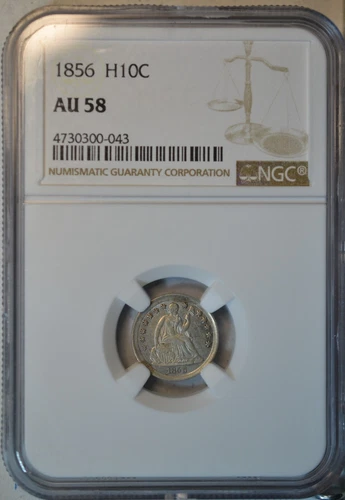 1856 H10C
AU 58
4730300-043
NUMISMATIC GUARANTY CORPORATION
NGC®